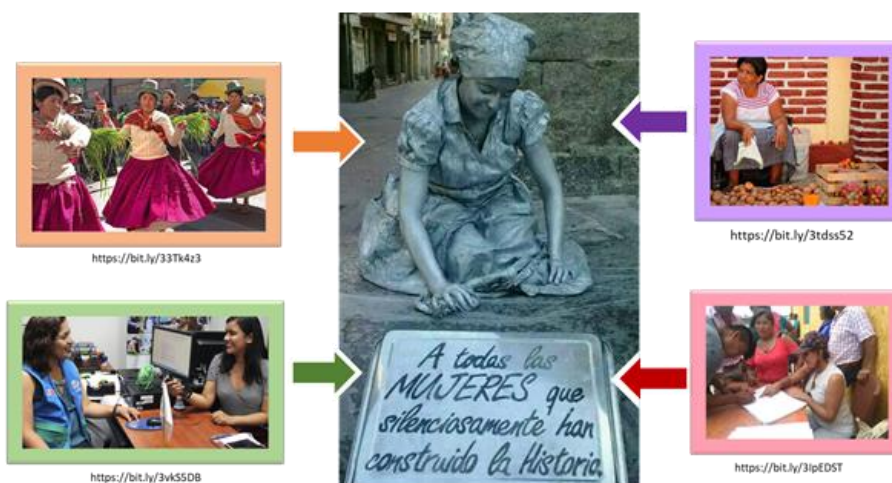 https://bit.ly/33Tk4z3
https://bit.ly/3tdss52
A todas las
MUJERES que
silenciosamente han
construido la Historia.
https://bit.ly/3vkS5DB
https://bit.ly/3IpEDST